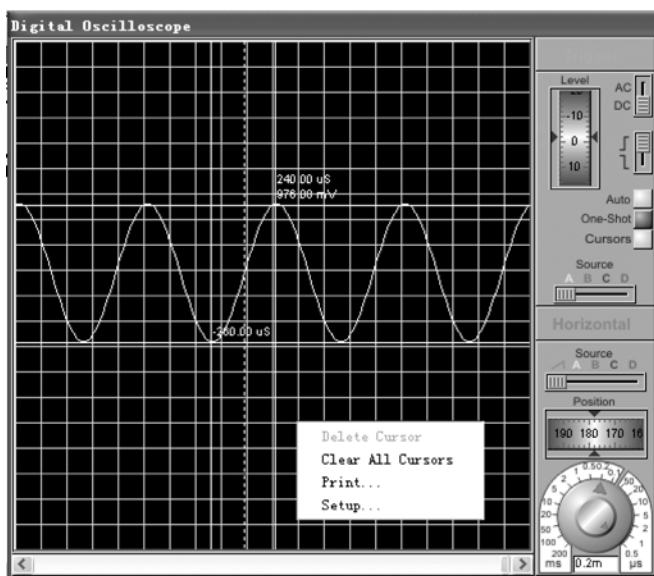 Digital Oscilloscope
Trigger
Level
AC
DC
-10
0
10
240.00 uS
976.00 mV
Auto
One-Shot
Cursors
Source
A B C D
-260.00 uS
Horizontal
Source
A B C D
Position
190 180 170 16
Delete Cursor
Clear All Cursors
Print...
Setup...
ms
0.2m
µs